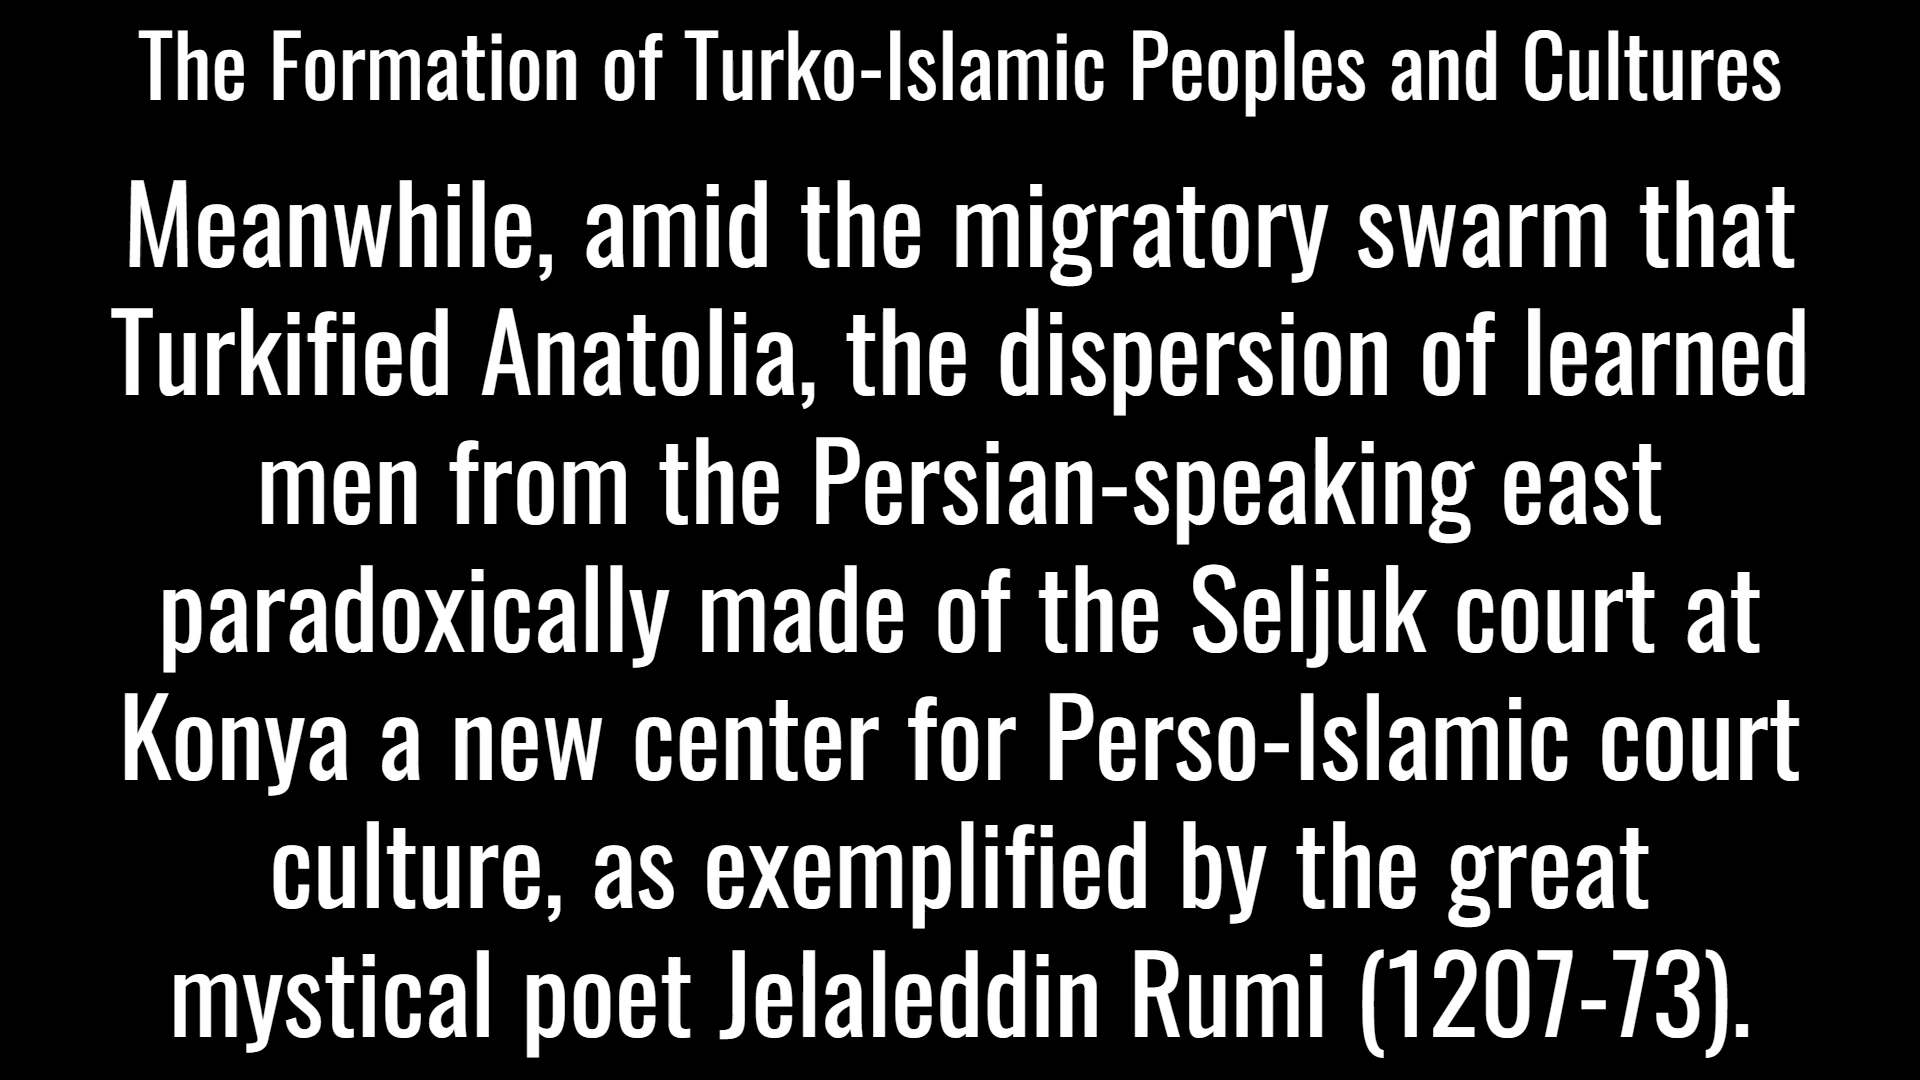 The Formation of Turko-Islamic Peoples and Cultures
Meanwhile, amid the migratory swarm that
Turkified Anatolia, the dispersion of learned
men from the Persian-speaking east
paradoxically made of the Seljuk court at
Konya a new center for Perso-Islamic court
culture, as exemplified by the great
mystical poet Jelaleddin Rumi (1207-73).